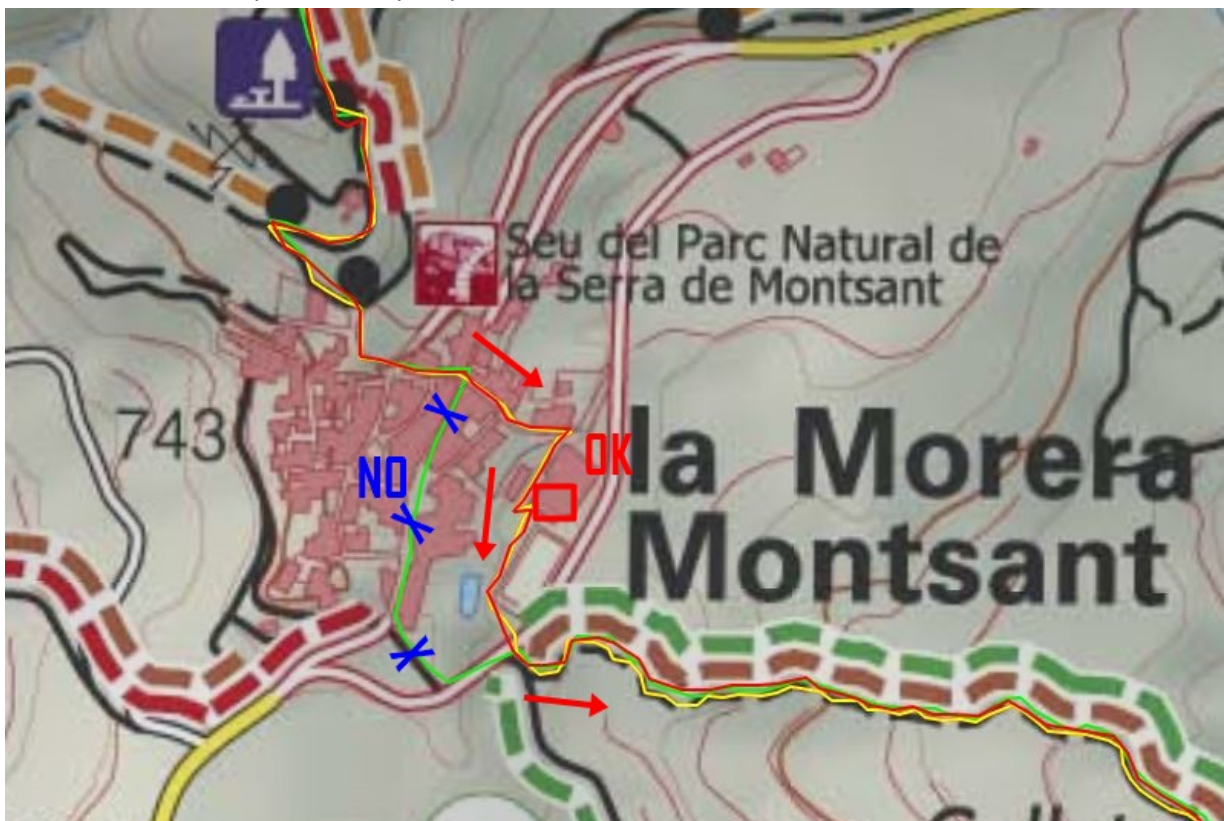 Seu del Parc Natural de
la Serra de Montsant
743
NO
OK
la Morera
Montsant